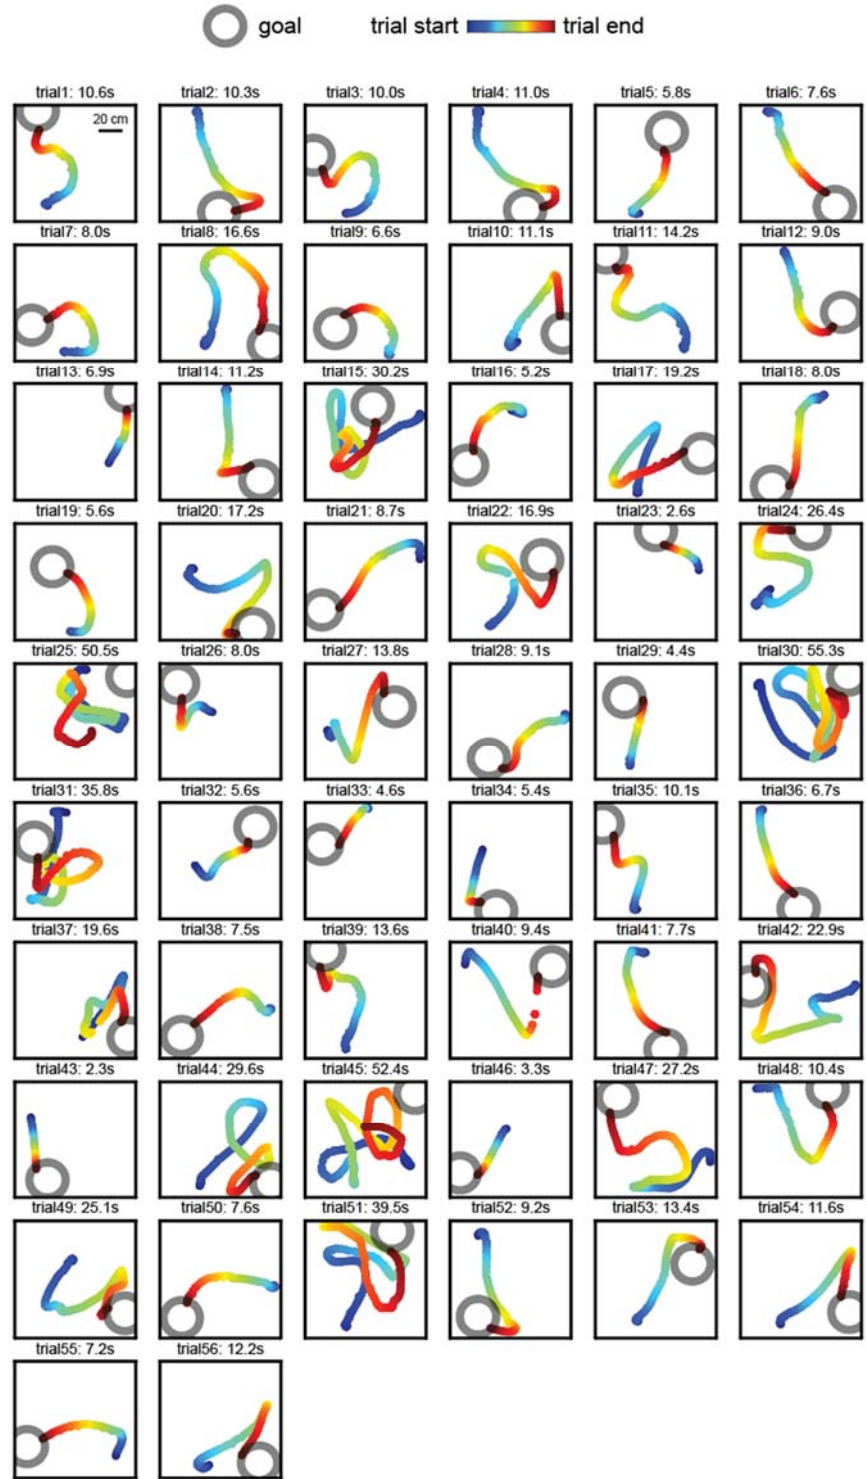 goal trial start trial end
trial1: 10.6s trial2: 10.3s trial3: 10.0s trial4: 11.0s trial5: 5.8s trial6: 7.6s
20 cm
trial7: 8.0s trial8: 16.6s trial9: 6.6s trial10: 11.1s trial11: 14.2s trial12: 9.0s
trial13: 6.9s trial14: 11.2s trial15: 30.2s trial16: 5.2s trial17: 19.2s trial18: 8.0s
trial19: 5.6s trial20: 17.2s trial21: 8.7s trial22: 16.9s trial23: 2.6s trial24: 26.4s
trial25: 50.5s trial26: 8.0s trial27: 13.8s trial28: 9.1s trial29: 4.4s trial30: 55.3s
trial31: 35.8s trial32: 5.6s trial33: 4.6s trial34: 5.4s trial35: 10.1s trial36: 6.7s
trial37: 19.6s trial38: 7.5s trial39: 13.6s trial40: 9.4s trial41: 7.7s trial42: 22.9s
trial43: 2.3s trial44: 29.6s trial45: 52.4s trial46: 3.3s trial47: 27.2s trial48: 10.4s
trial49: 25.1s trial50: 7.6s trial51: 39.5s trial52: 9.2s trial53: 13.4s trial54: 11.6s
trial55: 7.2s trial56: 12.2s